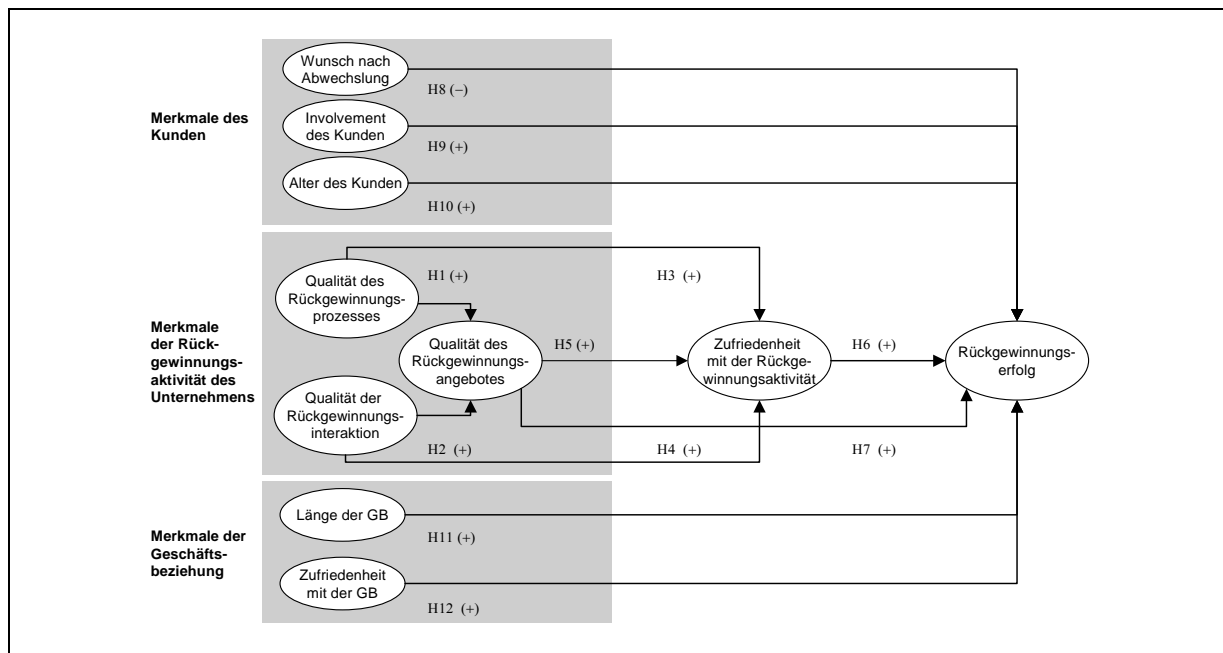 Wunsch nach
Abwechslung
H8 (−)
Merkmale des
Kunden
Involvement
des Kunden
H9 (+)
Alter des Kunden
H10 (+)
Qualität des
Rückgewinnungs-
prozesses
H1 (+)
H3 (+)
Merkmale
der Rück-
gewinnungs-
aktivität des
Unternehmens
Qualität des
Rückgewinnungs-
angebotes
H5 (+)
Zufriedenheit
mit der Rückge-
winnungsaktivität
H6 (+)
Rückgewinnungs-
erfolg
Qualität der
Rückgewinnungs-
interaktion
H2 (+)
H4 (+)
H7 (+)
Länge der GB
H11 (+)
Merkmale der
Geschäfts-
beziehung
Zufriedenheit
mit der GB
H12 (+)